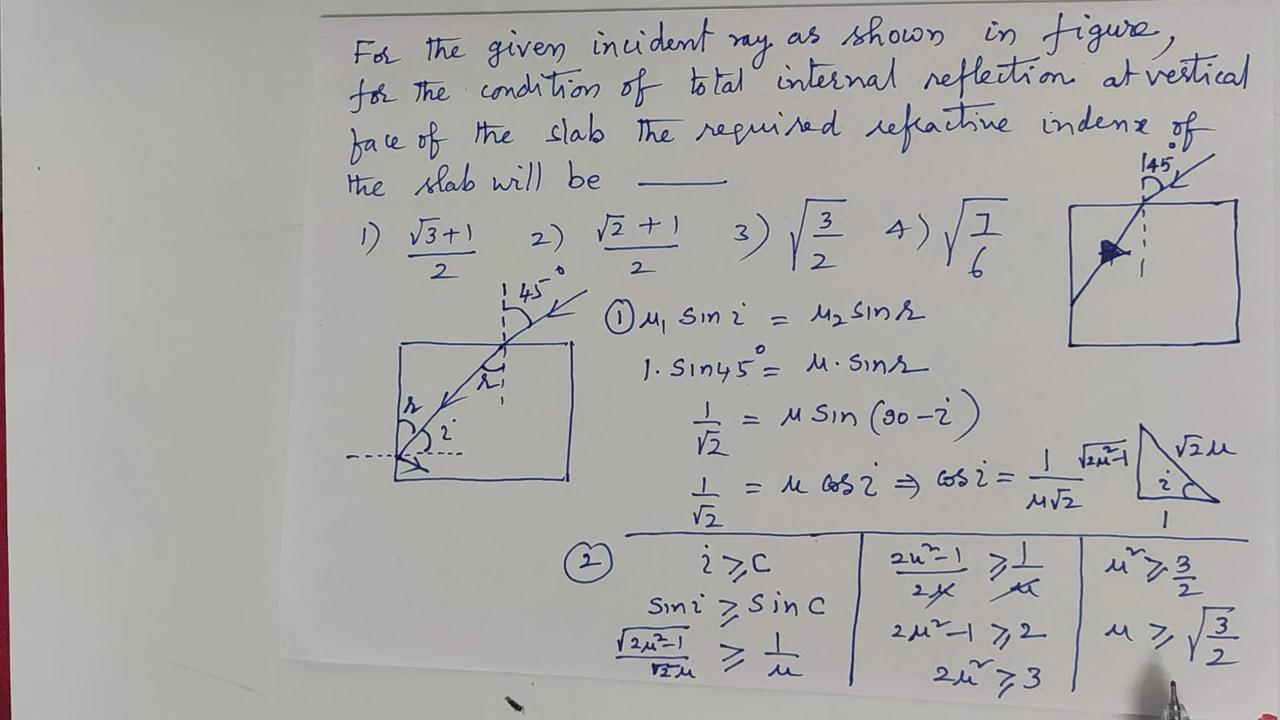 For the given incident ray as shown in figure,
for the condition of total internal reflection at vertical
face of the slab the required refractive indenx of
the slab will be ____
1) √3+1/2 2) √2+1/2 3) √3/2 4) √7/6
45°
45°
r
r
i
① μ₁ sin i = μ₂ sin r
1. Sin45° = μ. sin r
1/√2 = μ Sin (90-i)
1/√2 = μ cos i ⇒ cos i = 1/μ√2
√2μ²-1
√2μ
i
1
②
i ≥ C
Sin i ≥ Sin C
√2μ²-1/√2μ ≥ 1/μ
2μ²-1/2μ ≥ 1/μ
2μ²-1 ≥ 2
2μ² ≥ 3
μ² ≥ 3/2
μ ≥ √3/2